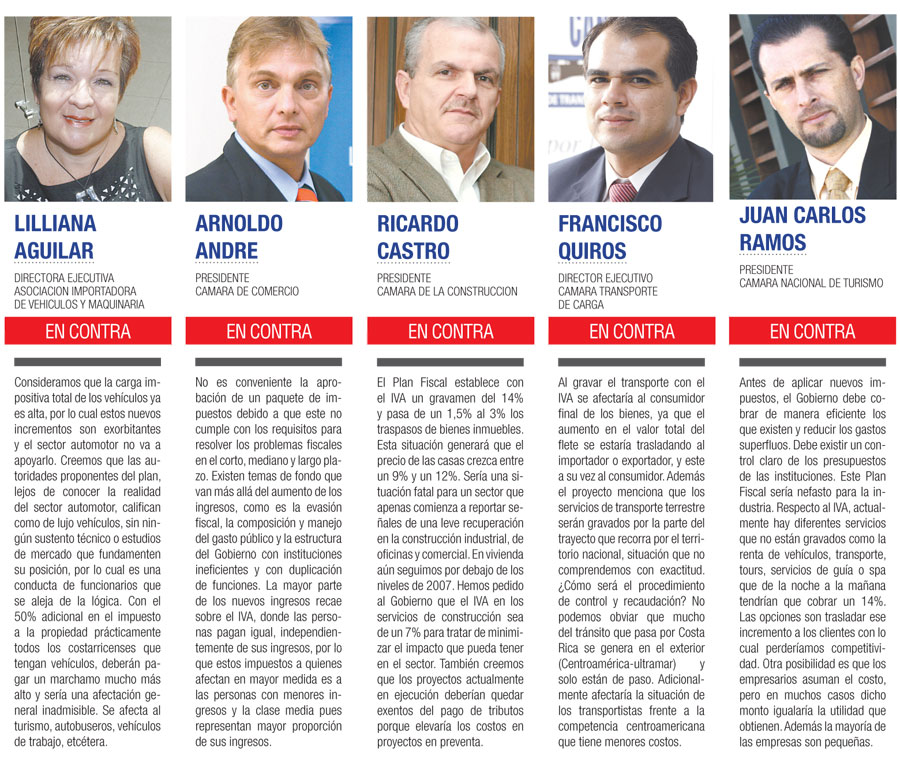 CAMA
DE TRAN
por T
LILLIANA
AGUILAR
DIRECTORA EJECUTIVA
ASOCIACION IMPORTADORA
DE VEHICULOS Y MAQUINARIA
EN CONTRA
Consideramos que la carga im-
positiva total de los vehículos ya
es alta, por lo cual estos nuevos
incrementos son exorbitantes
y el sector automotor no va a
apoyarlo. Creemos que las au-
toridades proponentes del plan,
lejos de conocer la realidad
del sector automotor, califican
como de lujo vehículos, sin nin-
gún sustento técnico o estudios
de mercado que fundamenten
su posición, por lo cual es una
conducta de funcionarios que
se aleja de la lógica. Con el
50% adicional en el impuesto
a la propiedad prácticamente
todos los costarricenses que
tengan vehículos, deberán pa-
gar un marchamo mucho más
alto y sería una afectación ge-
neral inadmisible. Se afecta al
turismo, autobuseros, vehículos
de trabajo, etcétera.
ARNOLDO
ANDRE
PRESIDENTE
CAMARA DE COMERCIO
EN CONTRA
No es conveniente la apro-
bación de un paquete de im-
puestos debido a que este no
cumple con los requisitos para
resolver los problemas fiscales
en el corto, mediano y largo pla-
zo. Existen temas de fondo que
van más allá del aumento de los
ingresos, como es la evasión
fiscal, la composición y manejo
del gasto público y la estructura
del Gobierno con instituciones
ineficientes y con duplicación
de funciones. La mayor parte
de los nuevos ingresos recae
sobre el IVA, donde las perso-
nas pagan igual, independien-
temente de sus ingresos, por lo
que estos impuestos a quienes
afectan en mayor medida es a
las personas con menores in-
gresos y la clase media pues
representan mayor proporción
de sus ingresos.
RICARDO
CASTRO
PRESIDENTE
CAMARA DE LA CONSTRUCCION
EN CONTRA
El Plan Fiscal establece con
el IVA un gravamen del 14%
y pasa de un 1,5% al 3% los
traspasos de bienes inmuebles.
Esta situación generará que el
precio de las casas crezca entre
un 9% y un 12%. Sería una si-
tuación fatal para un sector que
apenas comienza a reportar se-
ñales de una leve recuperación
en la construcción industrial, de
oficinas y comercial. En vivienda
aún seguimos por debajo de los
niveles de 2007. Hemos pedido
al Gobierno que el IVA en los
servicios de construcción sea
de un 7% para tratar de minimi-
zar el impacto que pueda tener
en el sector. También creemos
que los proyectos actualmente
en ejecución deberían quedar
exentos del pago de tributos
porque elevaría los costos en
proyectos en preventa.
FRANCISCO
QUIROS
DIRECTOR EJECUTIVO
CAMARA TRANSPORTE
DE CARGA
EN CONTRA
Al gravar el transporte con el
IVA se afectaría al consumidor
final de los bienes, ya que el
aumento en el valor total del
flete se estaría trasladando al
importador o exportador, y este
a su vez al consumidor. Además
el proyecto menciona que los
servicios de transporte terrestre
serán gravados por la parte del
trayecto que recorra por el terri-
torio nacional, situación que no
comprendemos con exactitud.
¿Cómo será el procedimiento
de control y recaudación? No
podemos obviar que mucho
del tránsito que pasa por Costa
Rica se genera en el exterior
(Centroamérica-ultramar) y
solo están de paso. Adicional-
mente afectaría la situación de
los transportistas frente a la
competencia centroamericana
que tiene menores costos.
JUAN CARLOS
RAMOS
PRESIDENTE
CAMARA NACIONAL DE TURISMO
EN CONTRA
Antes de aplicar nuevos im-
puestos, el Gobierno debe co-
brar de manera eficiente los
que existen y reducir los gastos
superfluos. Debe existir un con-
trol claro de los presupuestos
de las instituciones. Este Plan
Fiscal sería nefasto para la in-
dustria. Respecto al IVA, actual-
mente hay diferentes servicios
que no están gravados como la
renta de vehículos, transporte,
tours, servicios de guía o spa
que de la noche a la mañana
tendrían que cobrar un 14%.
Las opciones son trasladar ese
incremento a los clientes con lo
cual perderíamos competitivi-
dad. Otra posibilidad es que los
empresarios asuman el costo,
pero en muchos casos dicho
monto igualaría la utilidad que
obtienen. Además la mayoría de
las empresas son pequeñas.